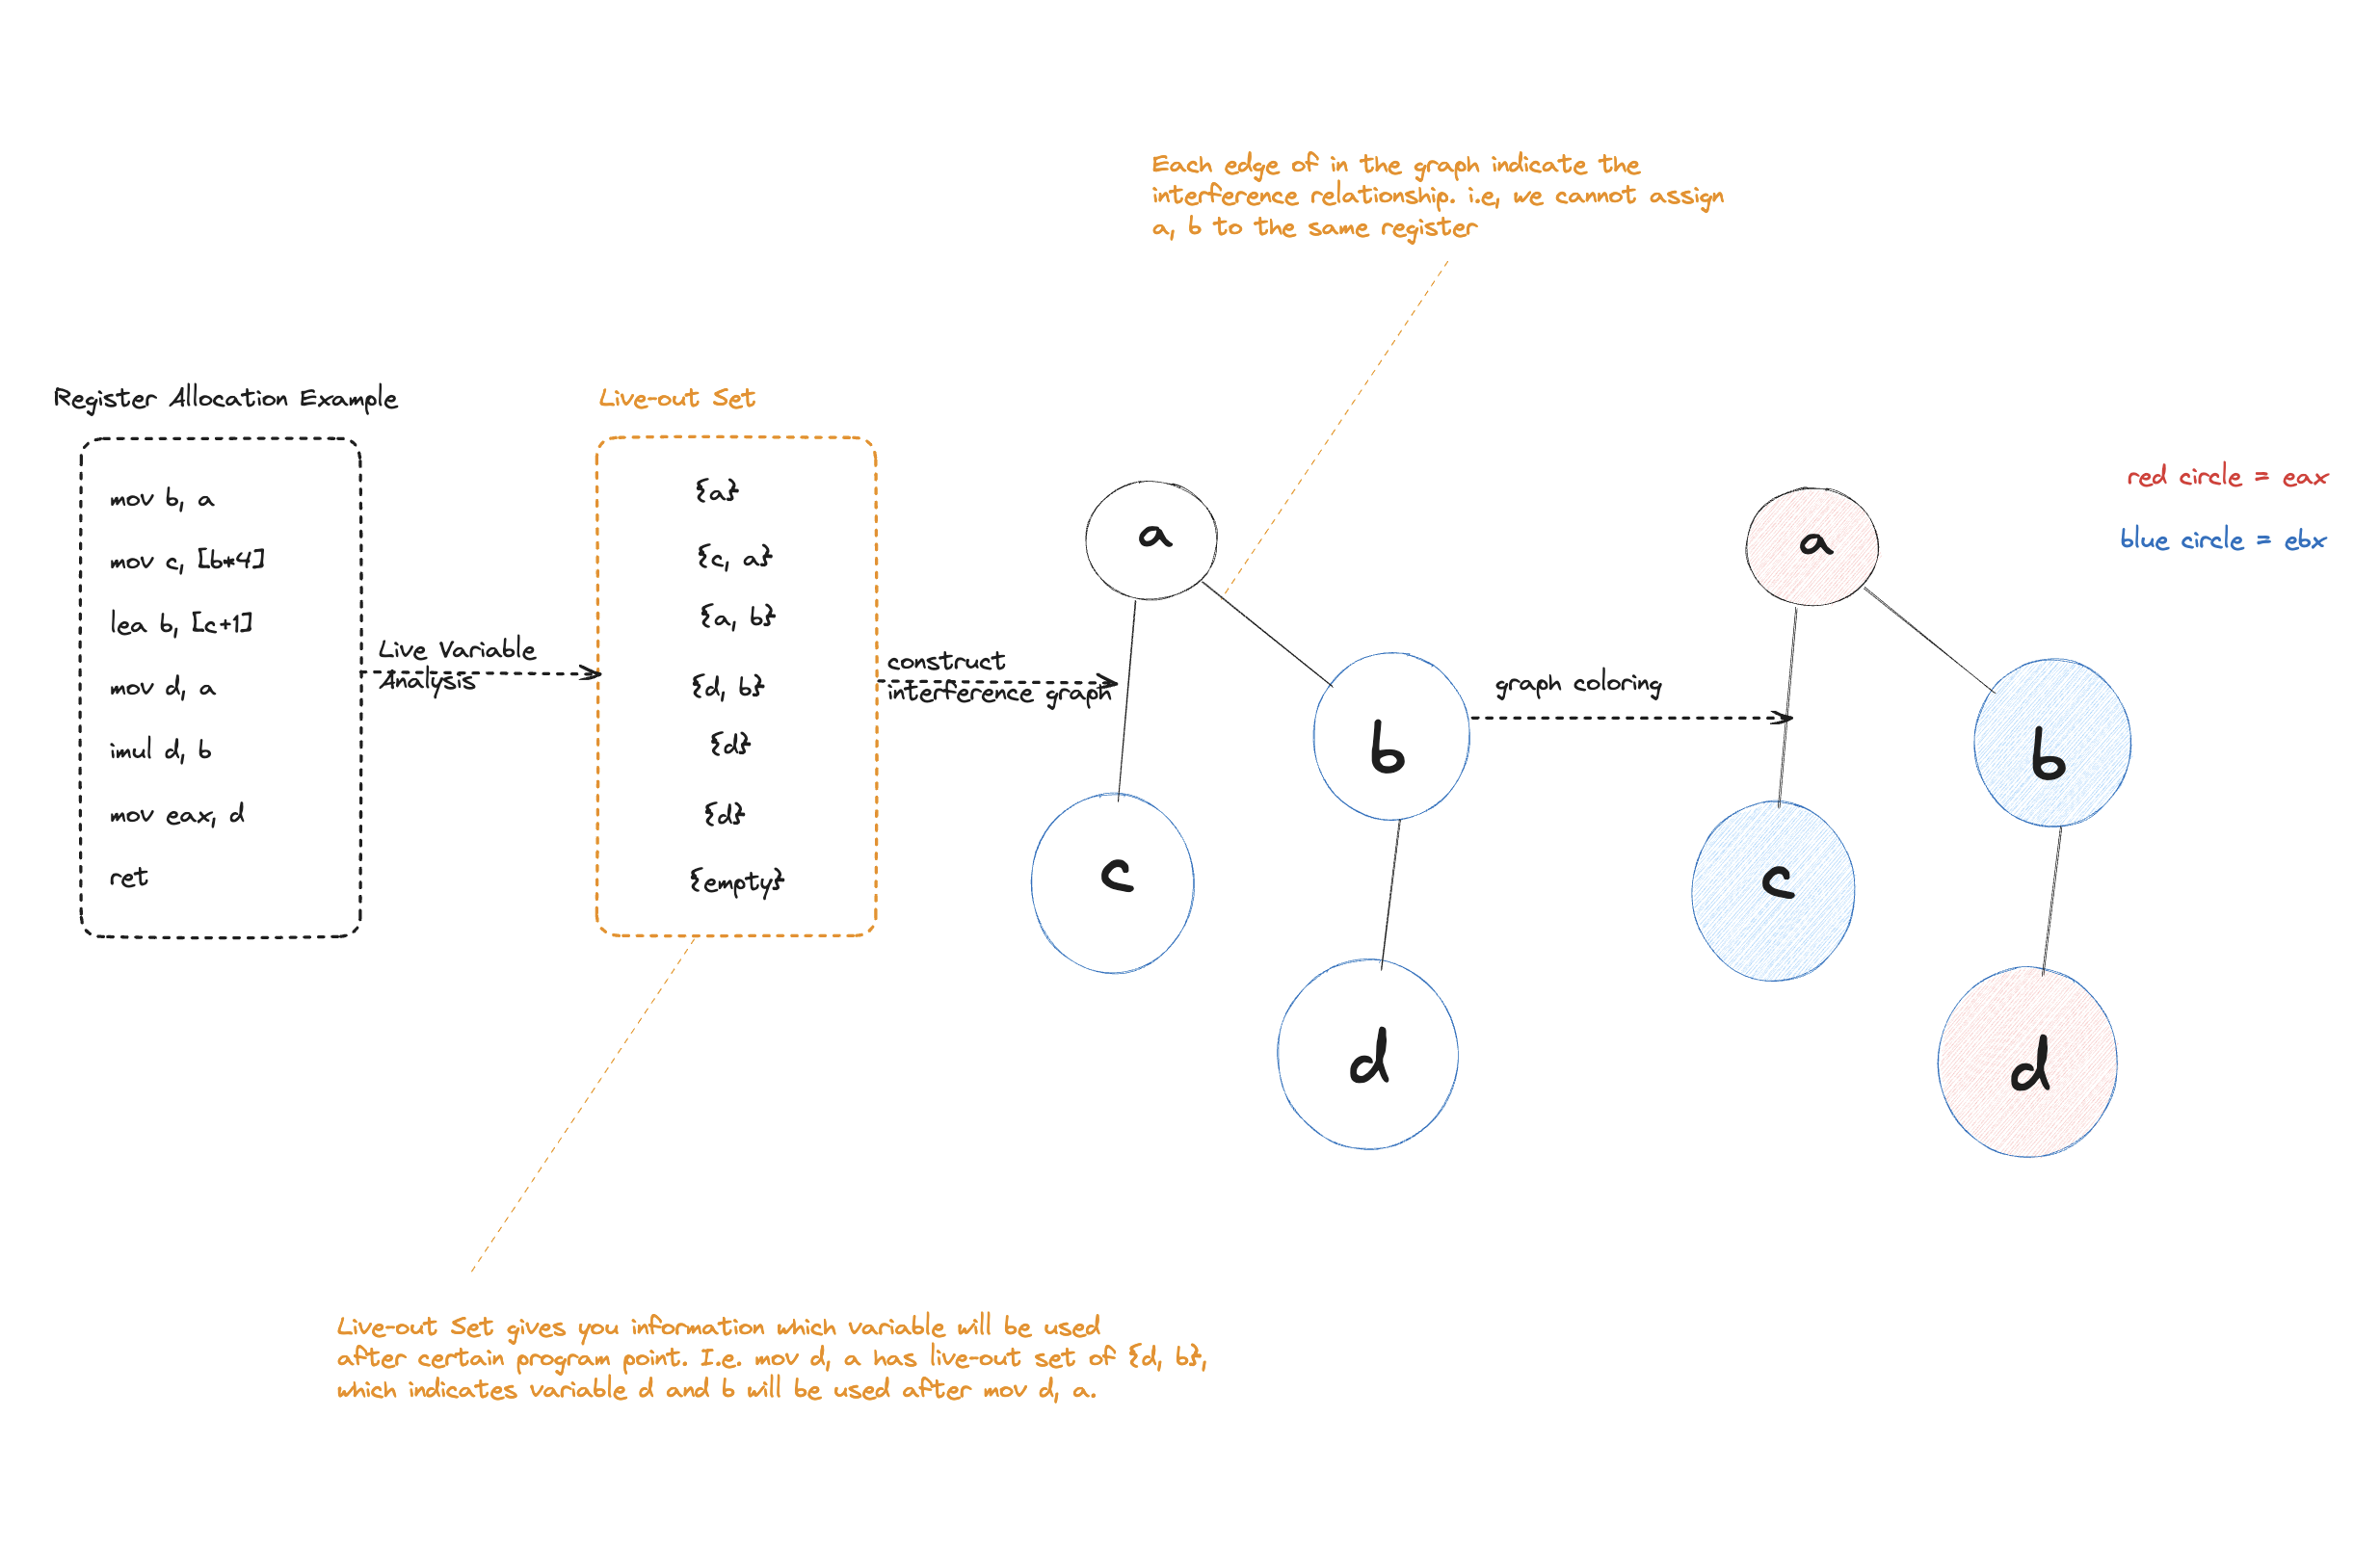 Each edge of in the graph indicate the
interference relationship. i.e, we cannot assign
a, b to the same register
Register Allocation Example
mov b, a
mov c, [b*4]
lea b, [c+1]
mov d, a
imul d, b
mov eax, d
ret
Live Variable
Analysis
Live-out Set
{a}
{c, a}
{a, b}
{d, b}
{d}
{d}
{empty}
construct
interference graph
a
b
c
d
graph coloring
a
b
c
d
red circle = eax
blue circle = ebx
Live-out Set gives you information which variable will be used
after certain program point. I.e. mov d, a has live-out set of {d, b},
which indicates variable d and b will be used after mov d, a.